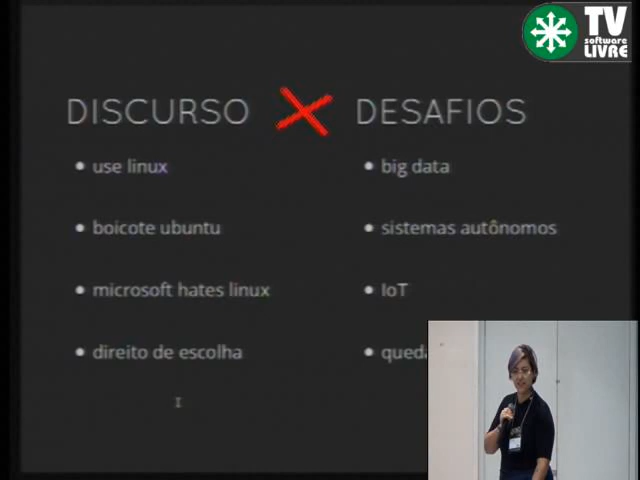 TV
software
LIVRE
DISCURSO
DESAFIOS
use linux
boicote ubuntu
microsoft hates linux
direito de escolha
big data
sistemas autônomos
IoT